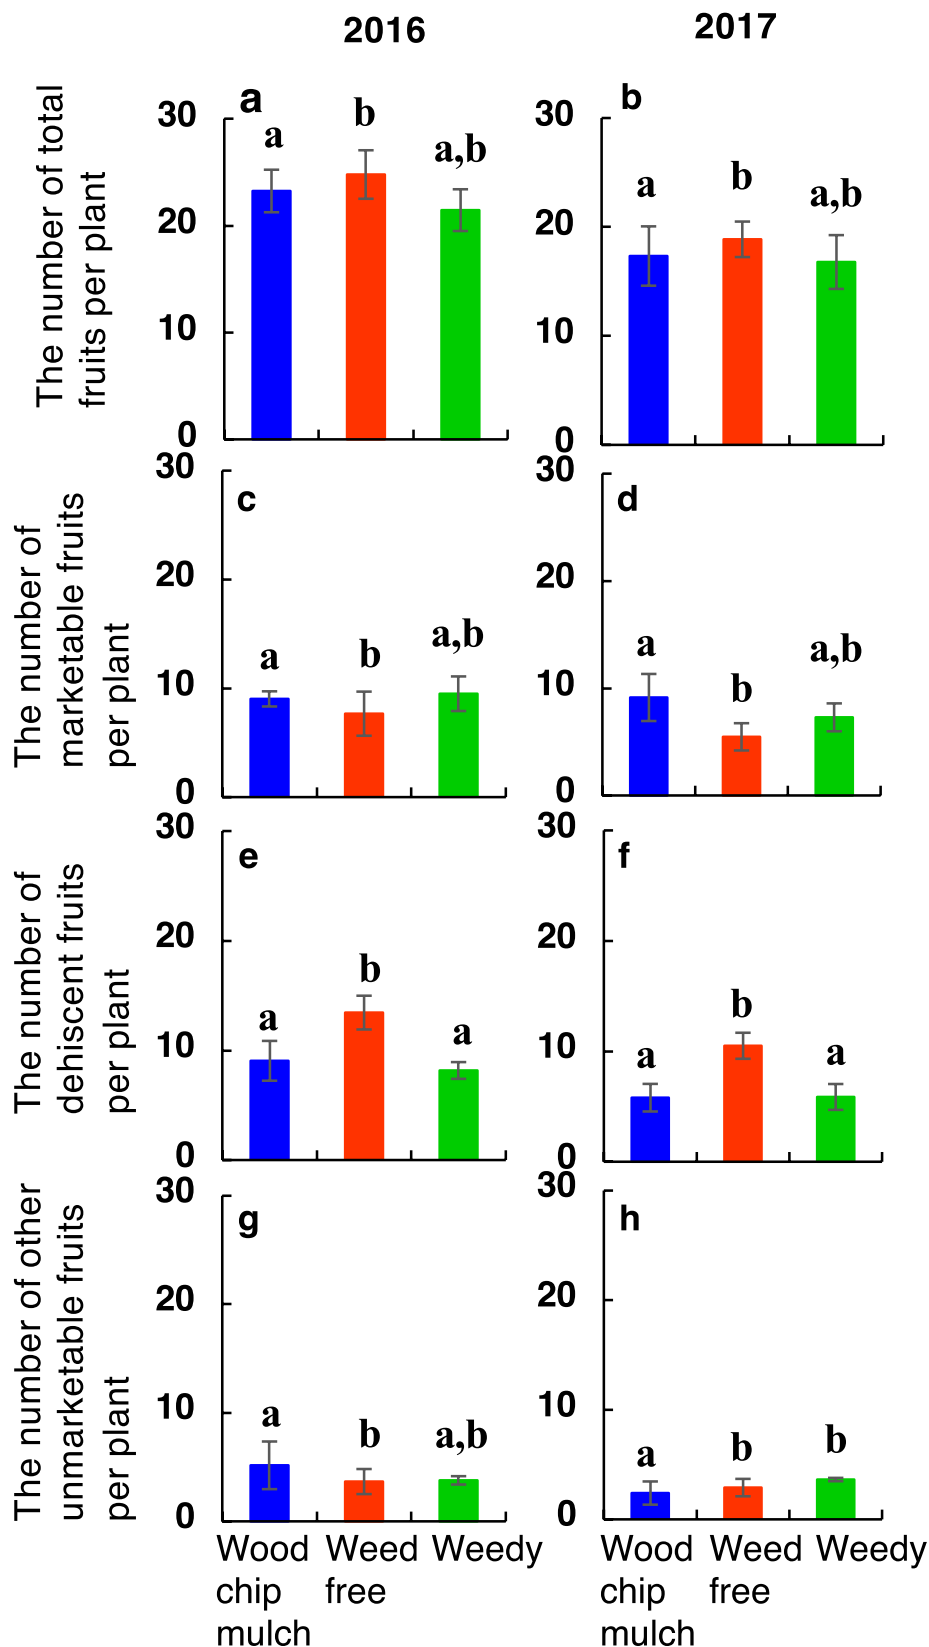 2016
2017
The number of total
fruits per plant
a
30
20
10
0
a
b
a,b
b
30
20
10
0
a
b
a,b
The number of
marketable fruits
per plant
c
30
20
10
0
a
b
a,b
d
30
20
10
0
a
b
a,b
The number of
dehiscent fruits
per plant
e
30
20
10
0
a
b
a
f
30
20
10
0
a
b
a
The number of other
unmarketable fruits
per plant
g
30
20
10
0
a
b
a,b
h
30
20
10
0
a
b
b
Wood
chip
mulch
Weed
free
Weedy
Wood
chip
mulch
Weed
free
Weedy